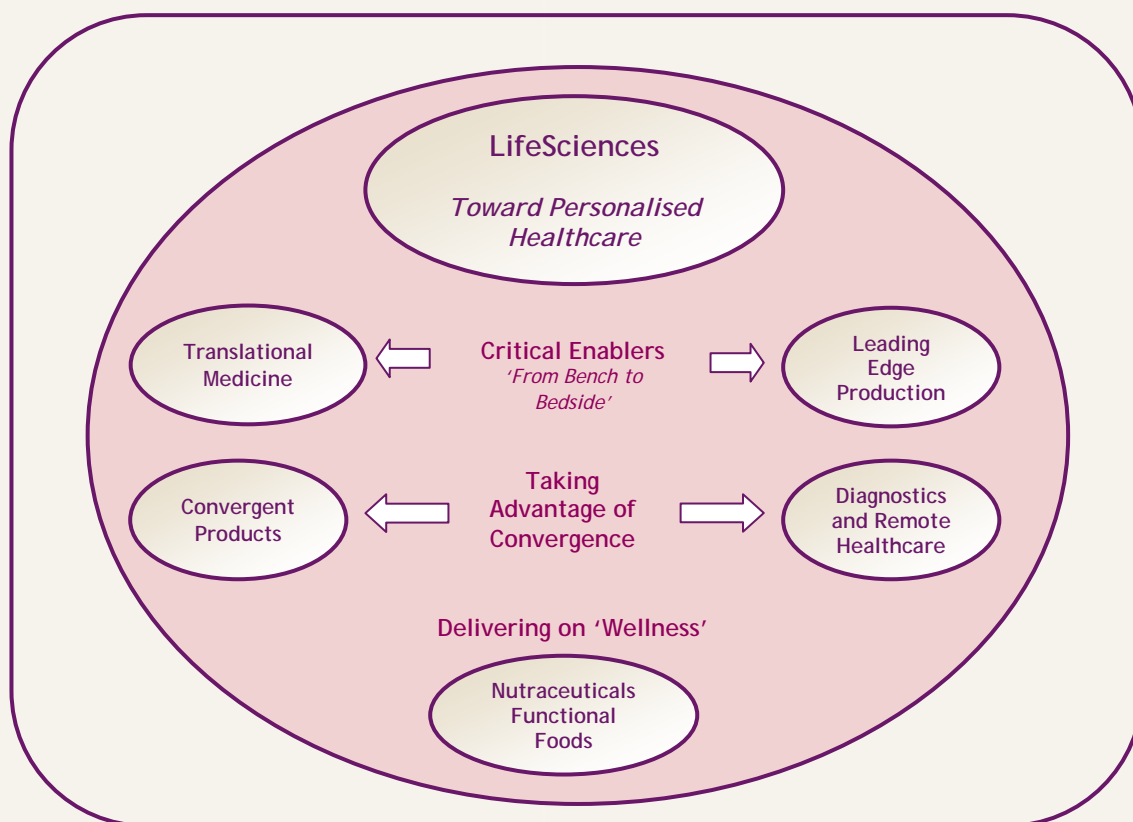 LifeSciences
Toward Personalised
Healthcare
Translational
Medicine
Critical Enablers
‘From Bench to
Bedside’
Leading
Edge
Production
Convergent
Products
Taking
Advantage of
Convergence
Diagnostics
and Remote
Healthcare
Delivering on ‘Wellness’
Nutraceuticals
Functional
Foods